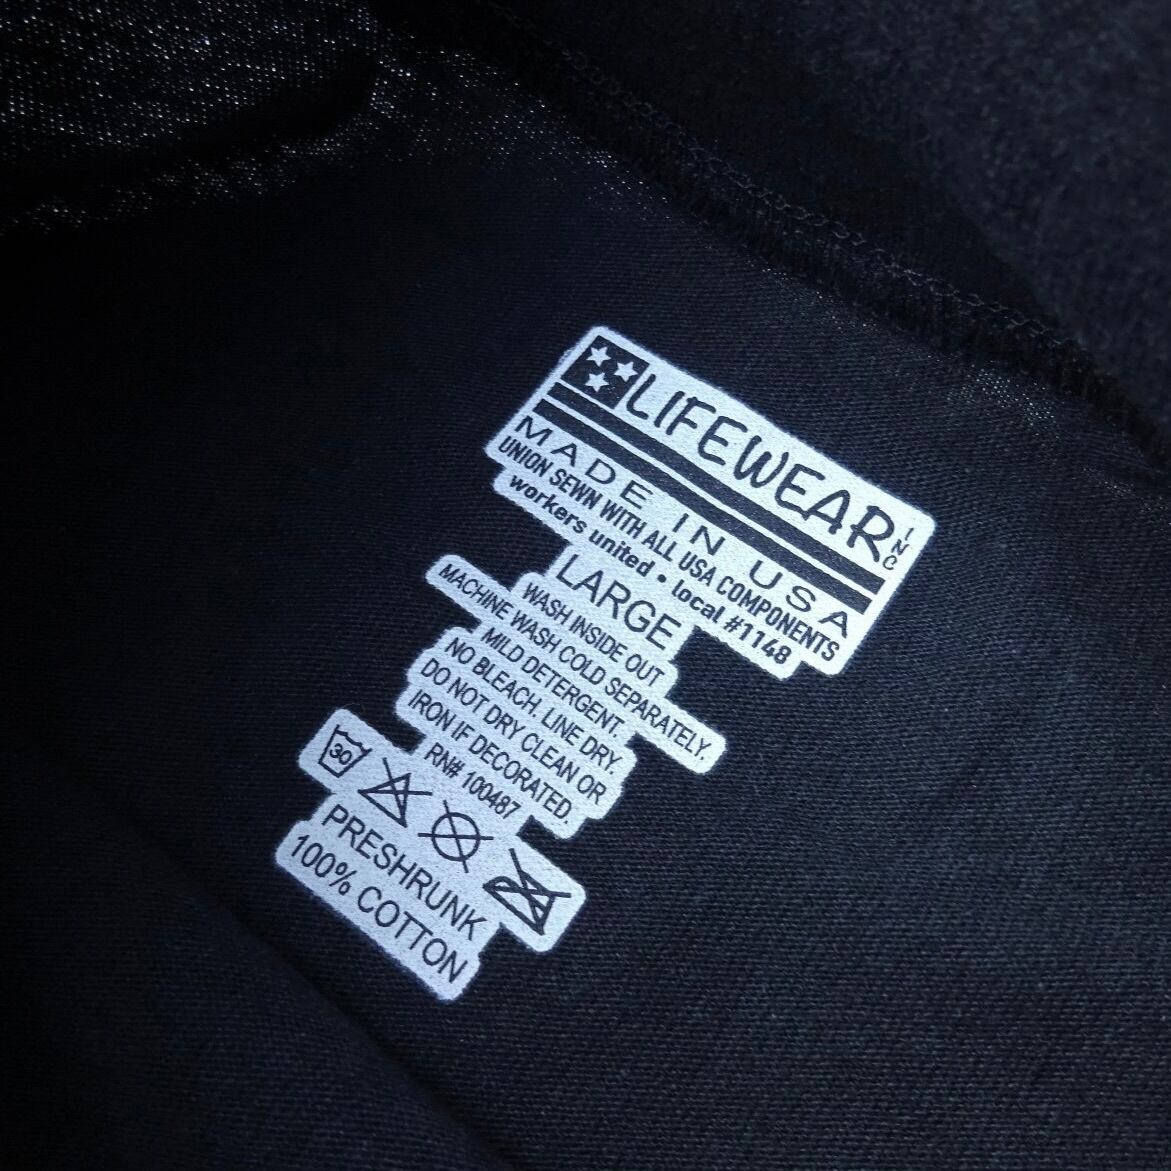 LIFEWEAR INC
MADE IN USA
UNION SEWN WITH ALL USA COMPONENTS
workers united • local #1148
LARGE
WASH INSIDE OUT
MACHINE WASH COLD SEPARATELY.
MILD DETERGENT.
NO BLEACH. LINE DRY.
DO NOT DRY CLEAN OR
IRON IF DECORATED.
RN# 100487
30
PRESHRUNK
100% COTTON